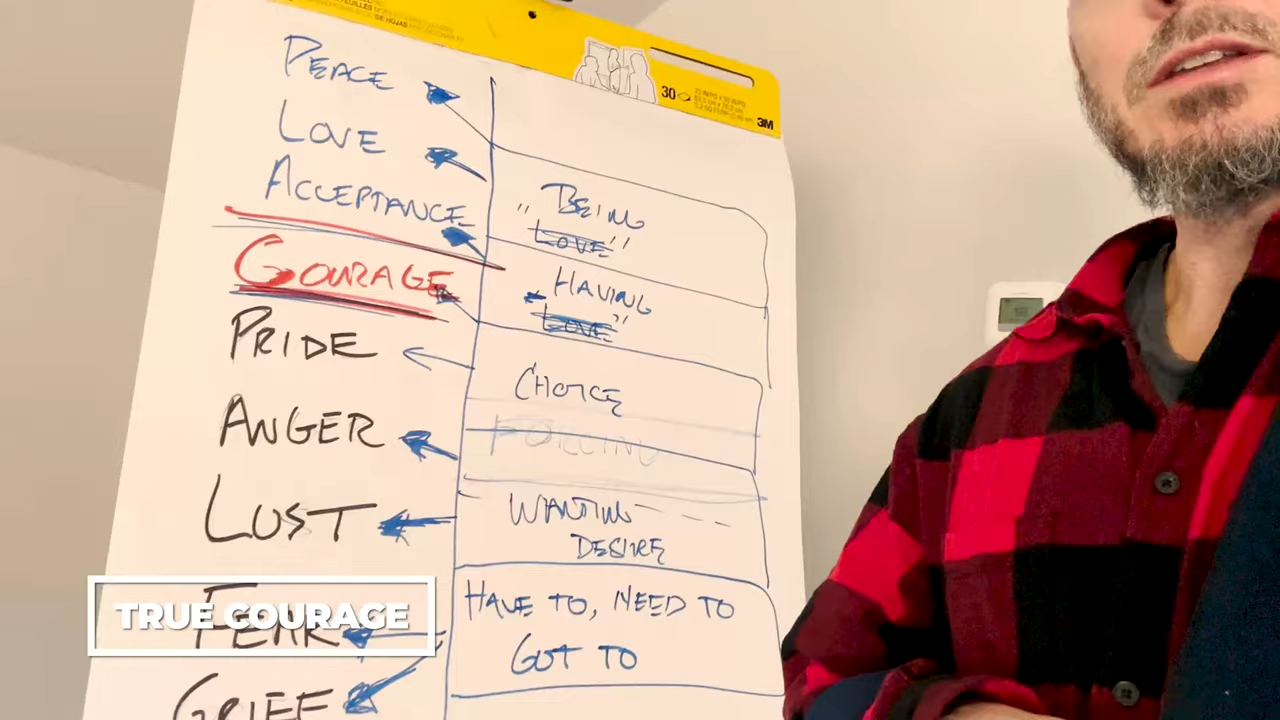 30
3M
PEACE
LOVE
ACCEPTANCE
COURAGE
PRIDE
ANGER
LUST
FEAR
GRIEF
"BEING
LOVE"
"HAVING
LOVE"
CHOICE
FORCING
WANTING
DESIRE
HAVE TO, NEED TO
GOT TO
TRUE COURAGE